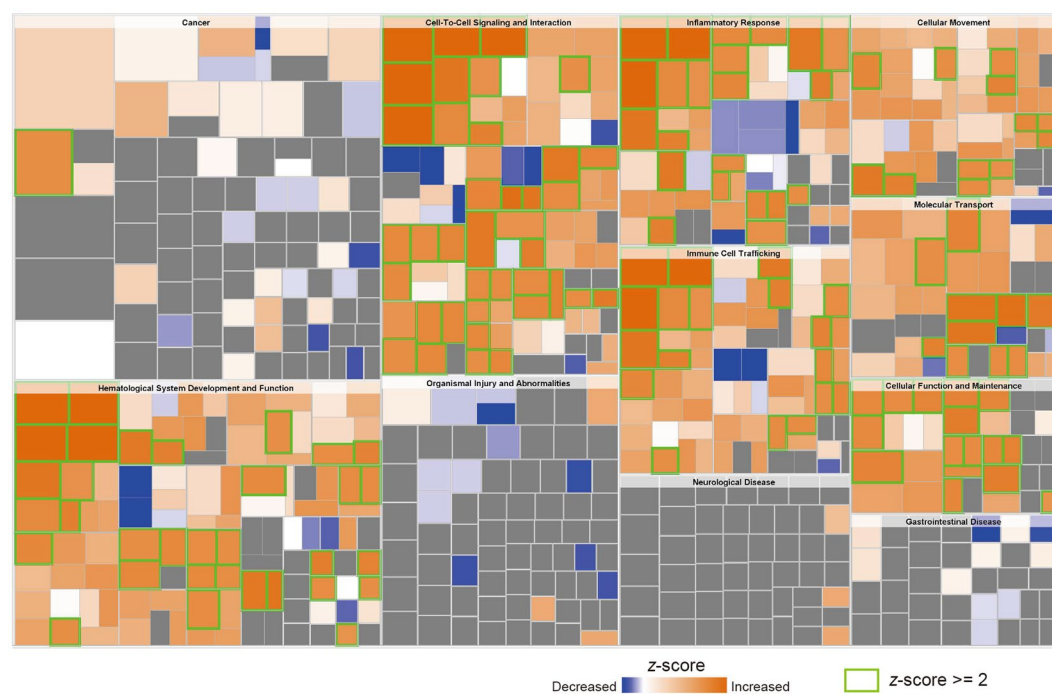 Cancer
Cell-To-Cell Signaling and Interaction
Inflammatory Response
Cellular Movement
Molecular Transport
Immune Cell Trafficking
Hematological System Development and Function
Organismal Injury and Abnormalities
Cellular Function and Maintenance
Neurological Disease
Gastrointestinal Disease
z-score
Decreased
Increased
z-score >= 2